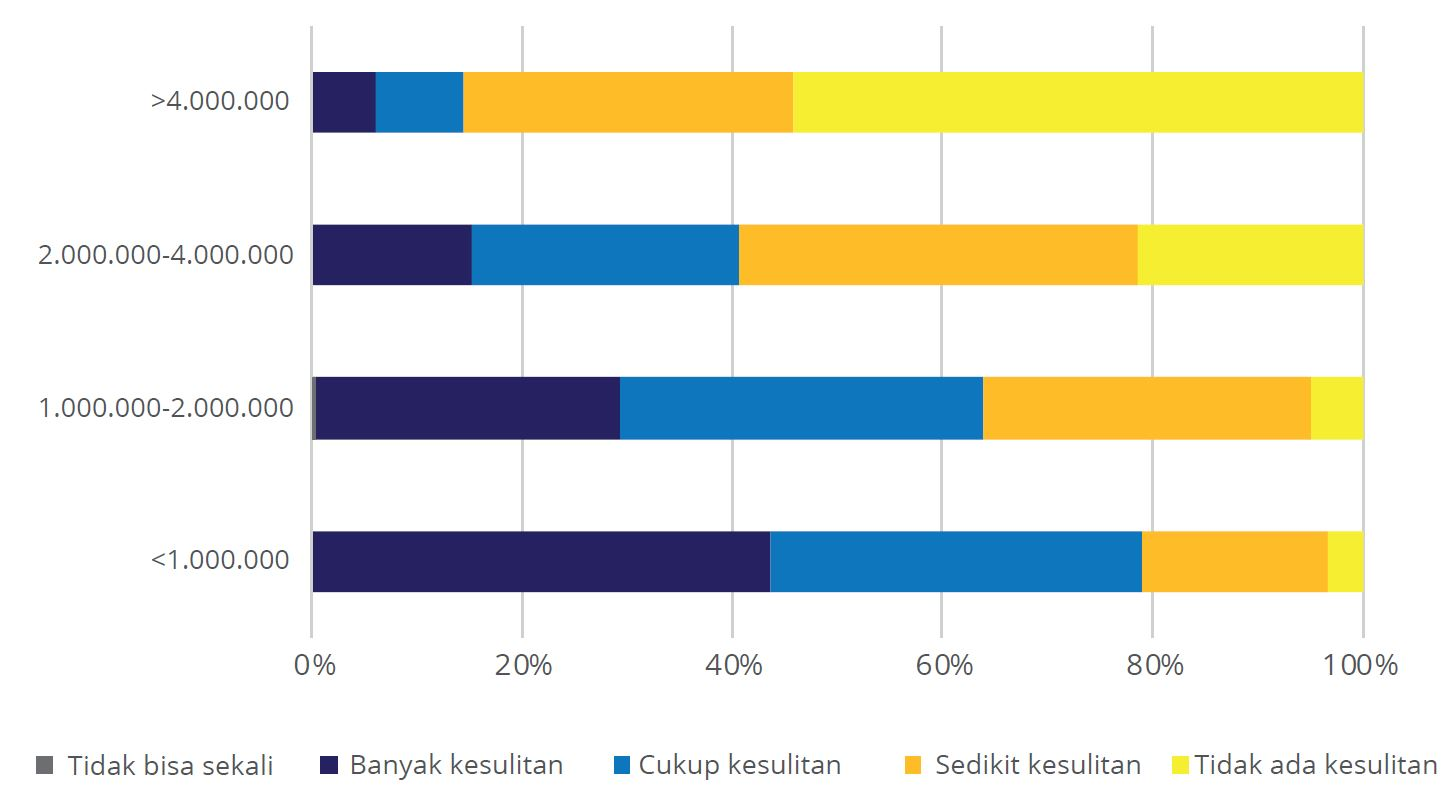 >4.000.000
2.000.000-4.000.000
1.000.000-2.000.000
<1.000.000
0% 20% 40% 60% 80% 100%
Tidak bisa sekali Banyak kesulitan Cukup kesulitan Sedikit kesulitan Tidak ada kesulitan